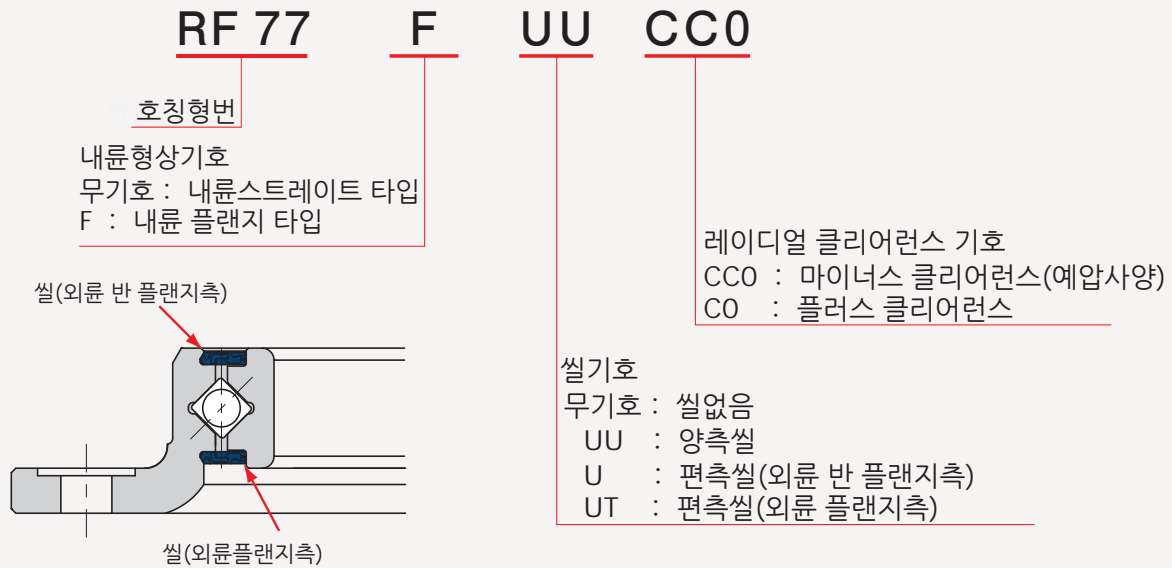 RF 77 F UU CC0
호칭형번
내륜형상기호
무기호 : 내륜스트레이트 타입
F : 내륜 플랜지 타입
레이디얼 클리어런스 기호
CC0 : 마이너스 클리어런스(예압사양)
C0 : 플러스 클리어런스
씰(외륜 반 플랜지측)
씰기호
무기호 : 씰없음
UU : 양측씰
U : 편측씰(외륜 반 플랜지측)
UT : 편측씰(외륜 플랜지측)
씰(외륜플랜지측)